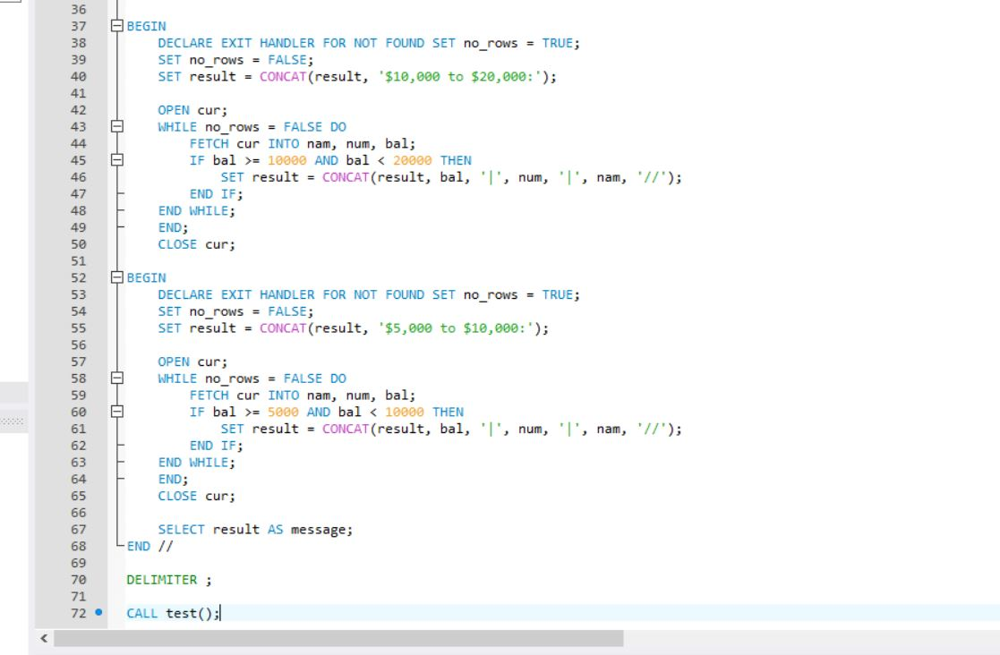 36
37 BEGIN
38     DECLARE EXIT HANDLER FOR NOT FOUND SET no_rows = TRUE;
39     SET no_rows = FALSE;
40     SET result = CONCAT(result, '$10,000 to $20,000:');
41
42     OPEN cur;
43     WHILE no_rows = FALSE DO
44         FETCH cur INTO nam, num, bal;
45         IF bal >= 10000 AND bal < 20000 THEN
46             SET result = CONCAT(result, bal, '|', num, '|', nam, '//');
47         END IF;
48     END WHILE;
49     END;
50     CLOSE cur;
51
52 BEGIN
53     DECLARE EXIT HANDLER FOR NOT FOUND SET no_rows = TRUE;
54     SET no_rows = FALSE;
55     SET result = CONCAT(result, '$5,000 to $10,000:');
56
57     OPEN cur;
58     WHILE no_rows = FALSE DO
59         FETCH cur INTO nam, num, bal;
60         IF bal >= 5000 AND bal < 10000 THEN
61             SET result = CONCAT(result, bal, '|', num, '|', nam, '//');
62         END IF;
63     END WHILE;
64     END;
65     CLOSE cur;
66
67     SELECT result AS message;
68 END //
69
70 DELIMITER ;
71
72 CALL test();